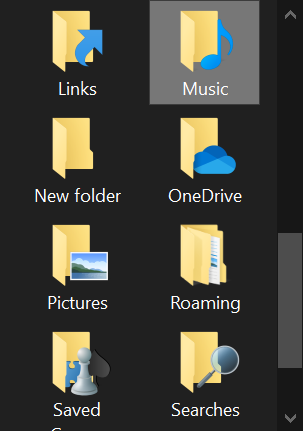 Links
Music
New folder
OneDrive
Pictures
Roaming
Saved
Searches